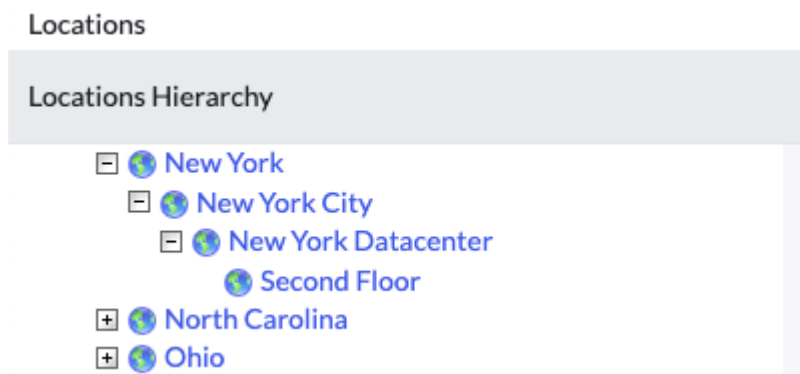 Locations
Locations Hierarchy
New York
New York City
New York Datacenter
Second Floor
North Carolina
Ohio